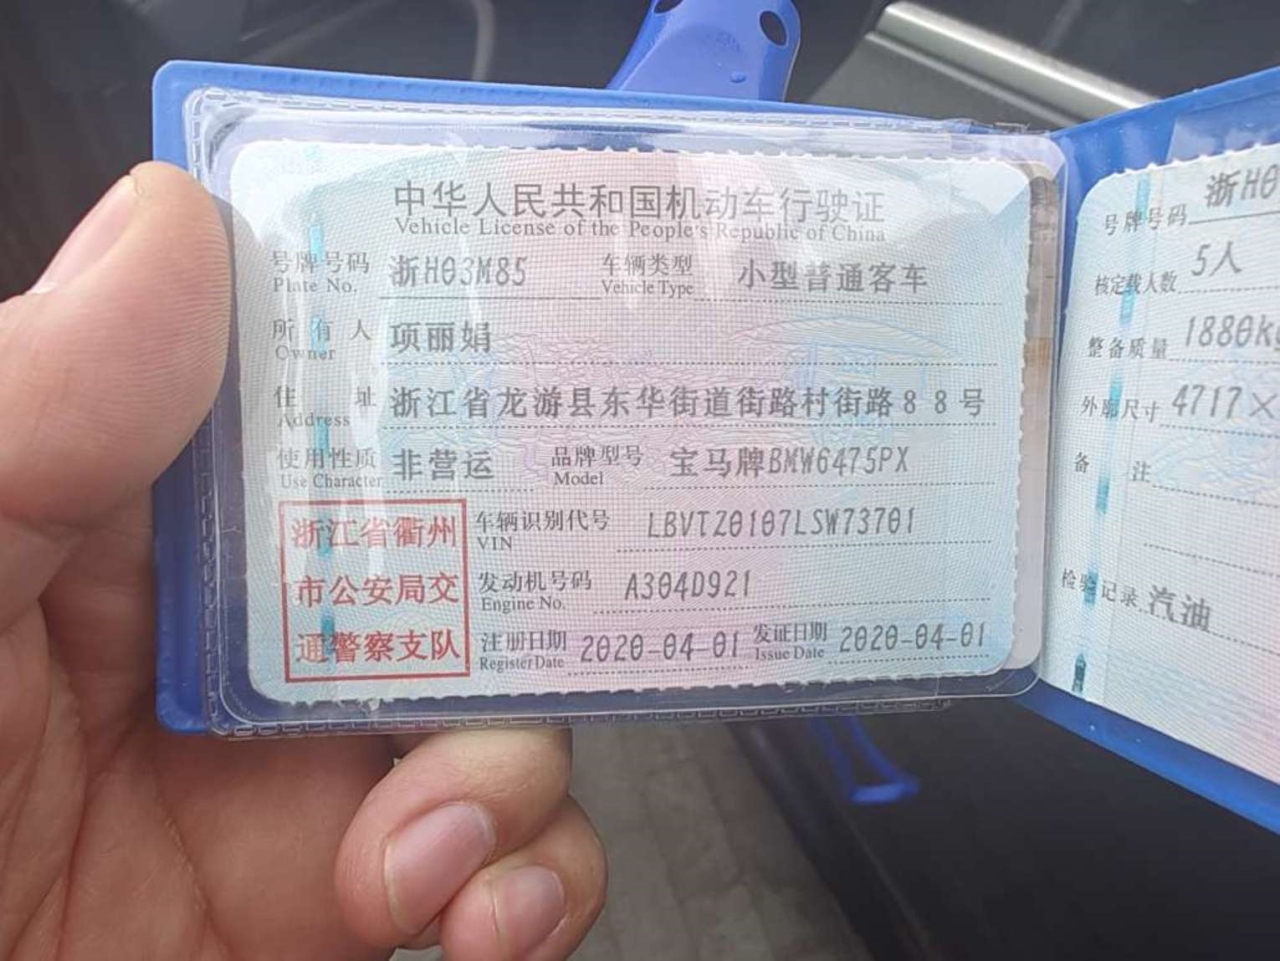 中华人民共和国机动车行驶证
Vehicle License of the People's Republic of China
号牌号码 浙H03M85 车辆类型 小型普通客车
Plate No. Vehicle Type
所有人 项丽娟
Owner
住址 浙江省龙游县东华街道街路村街路88号
Address
使用性质 非营运 品牌型号 宝马牌BMW6475PX
Use Character Model
浙江省衢州
市公安局交
通警察支队
车辆识别代号 LBVTZ0107LSW73701
VIN
发动机号码 A304D921
Engine No.
注册日期 2020-04-01 发证日期 2020-04-01
Register Date Issue Date
号牌号码 浙H0
核定载人数 5人
整备质量 1880kg
外廓尺寸 4717×
备注
检验记录 汽油